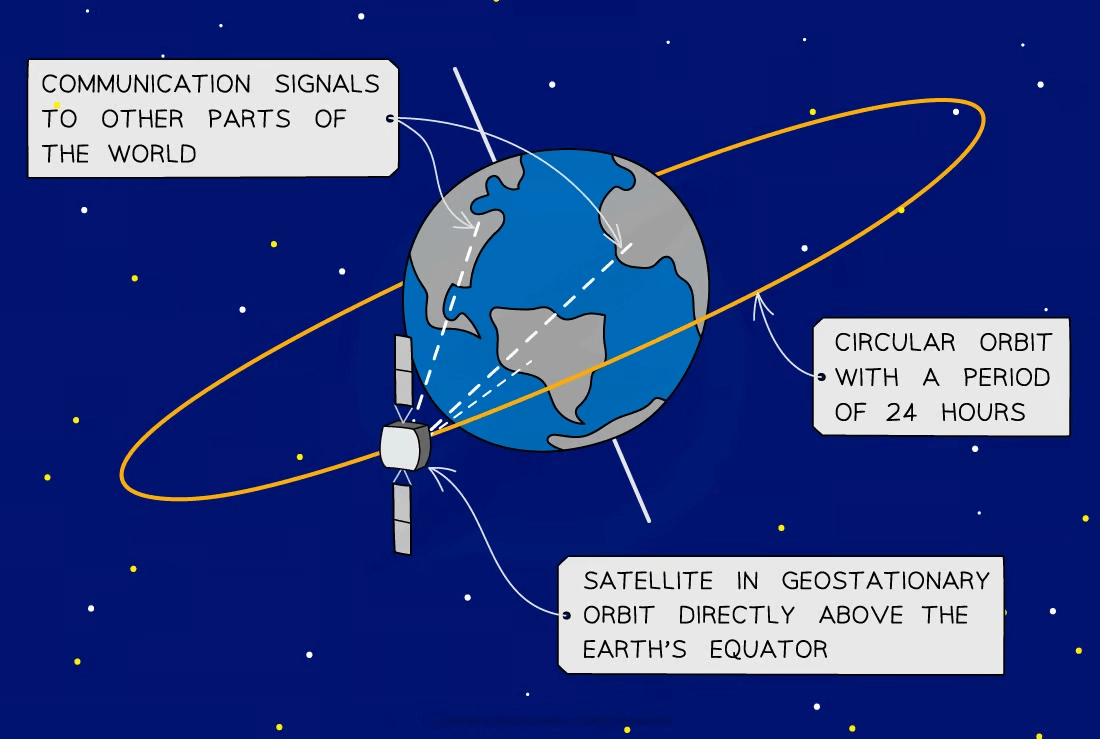 COMMUNICATION SIGNALS
TO OTHER PARTS OF
THE WORLD
CIRCULAR ORBIT
WITH A PERIOD
OF 24 HOURS
SATELLITE IN GEOSTATIONARY
ORBIT DIRECTLY ABOVE THE
EARTH'S EQUATOR